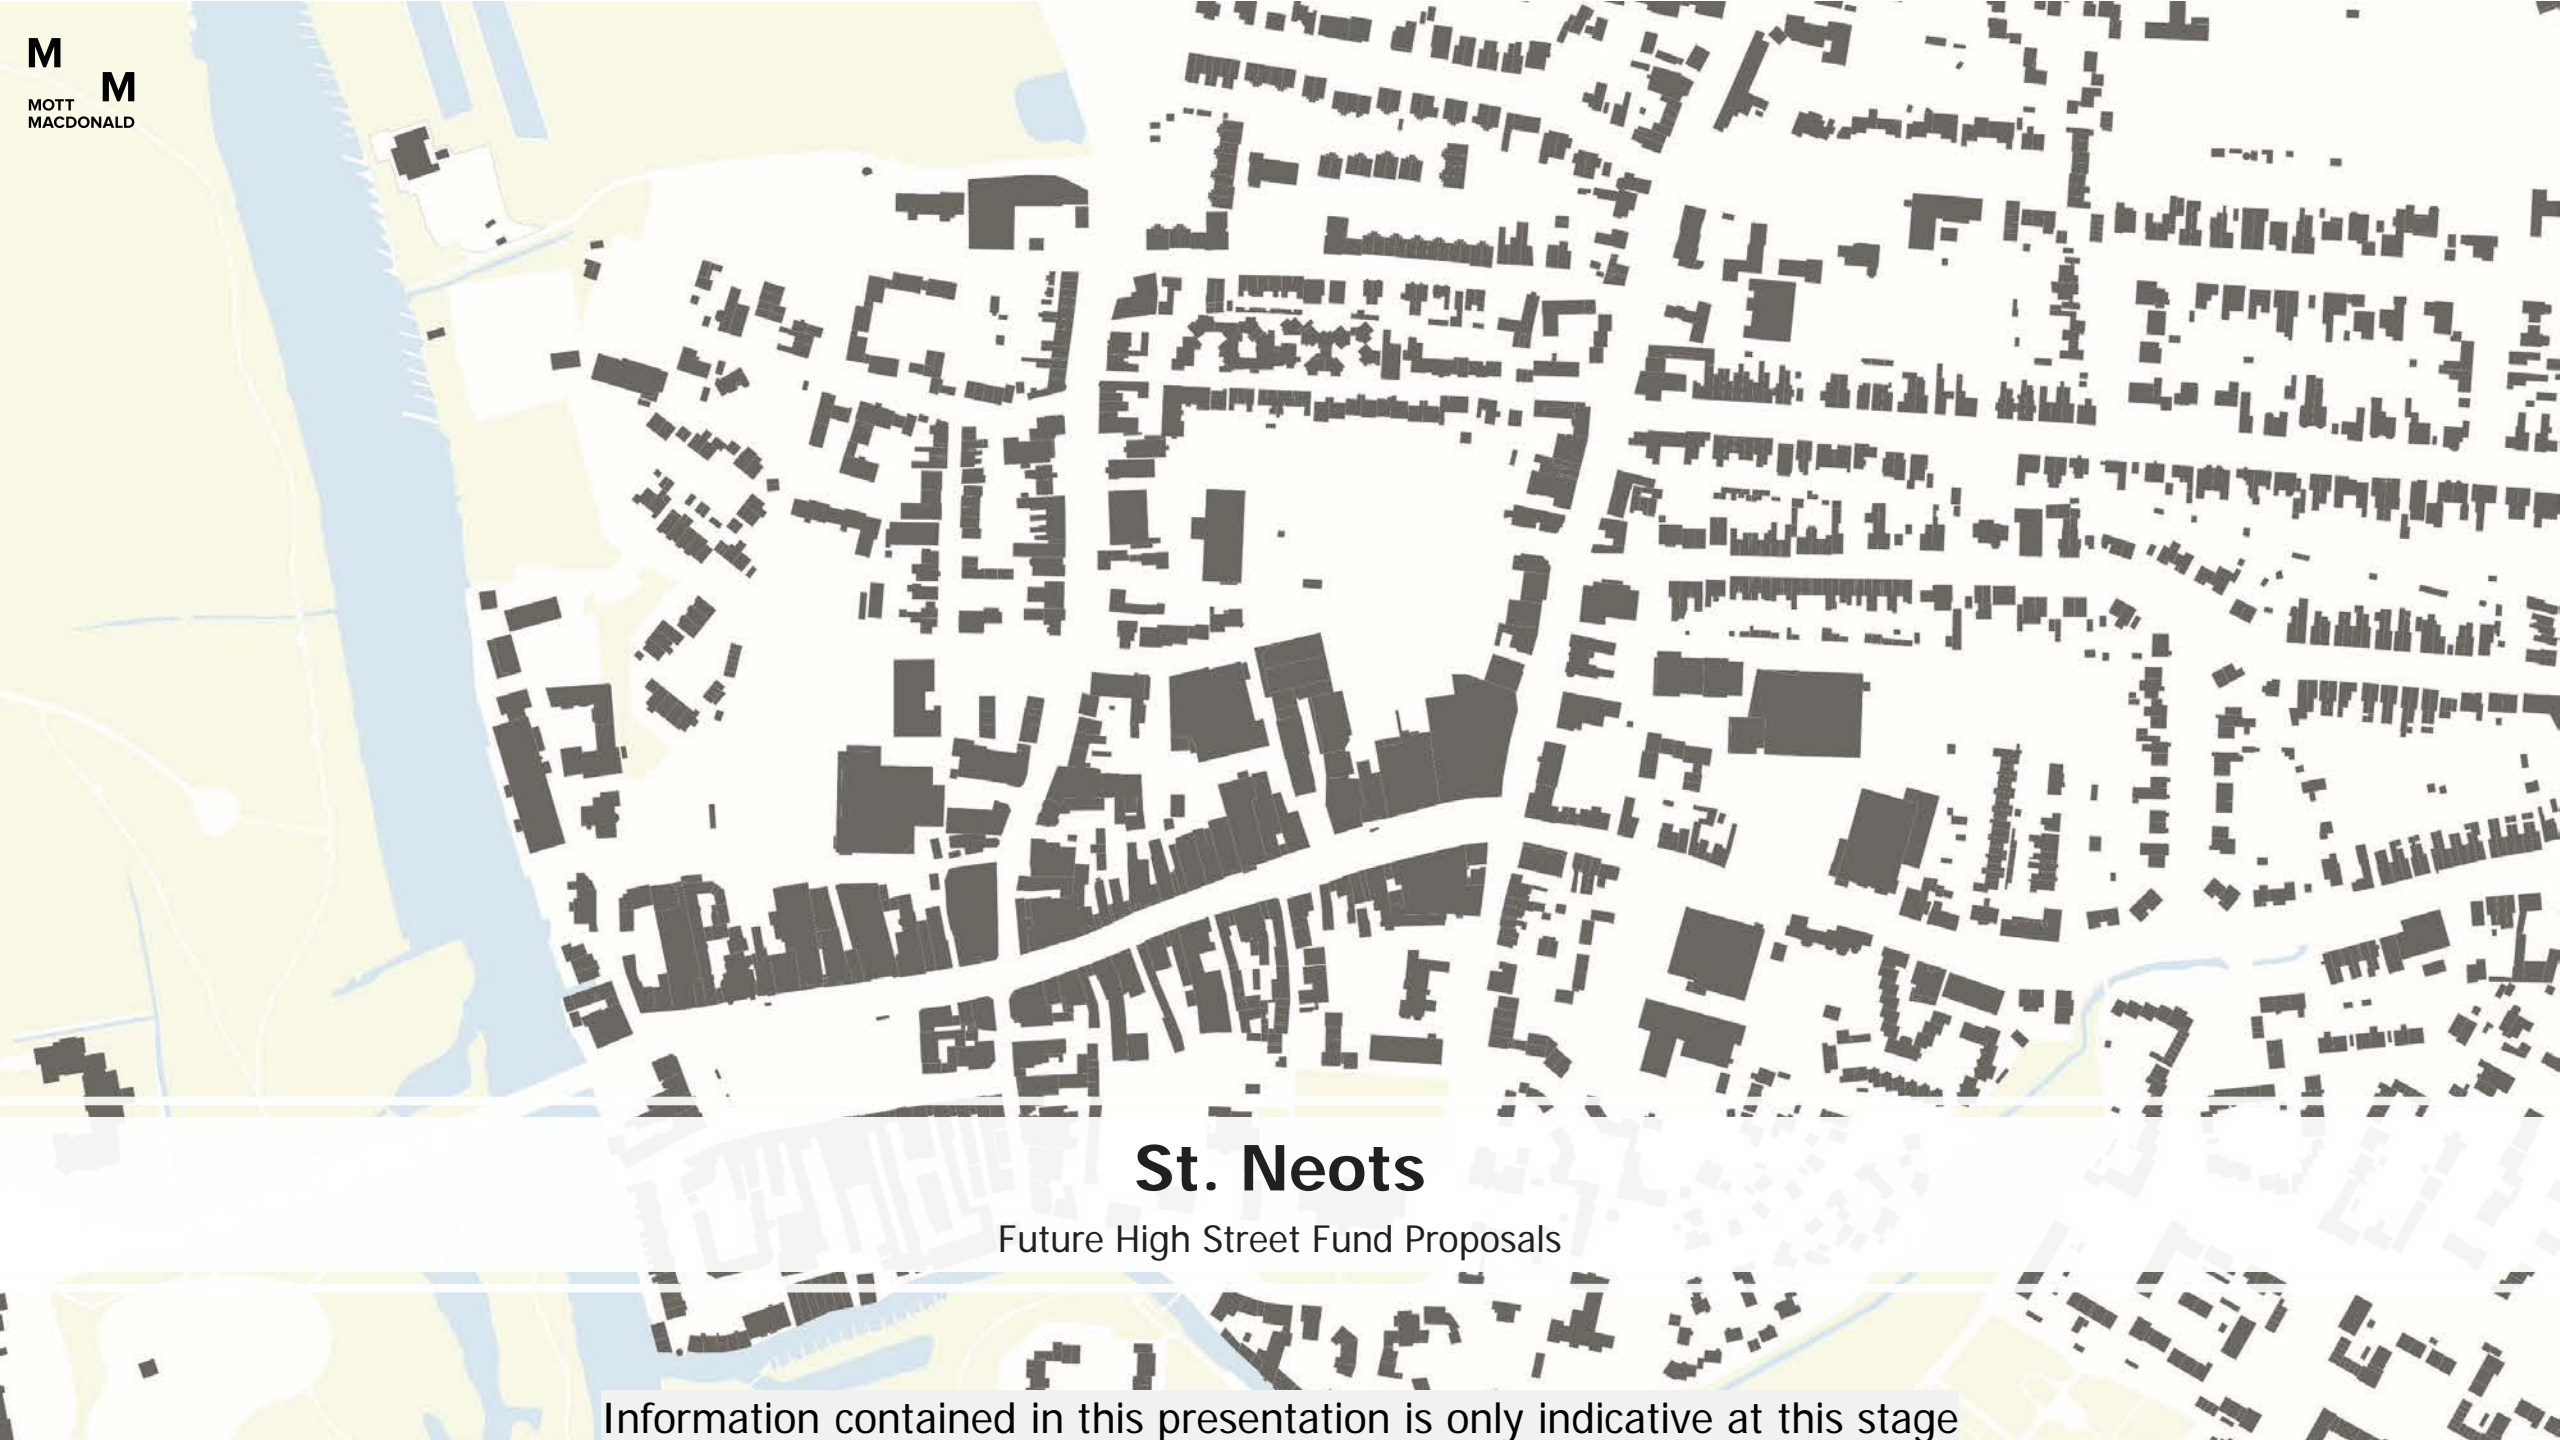 M
M
MOTT
MACDONALD
St. Neots
Future High Street Fund Proposals
Information contained in this presentation is only indicative at this stage